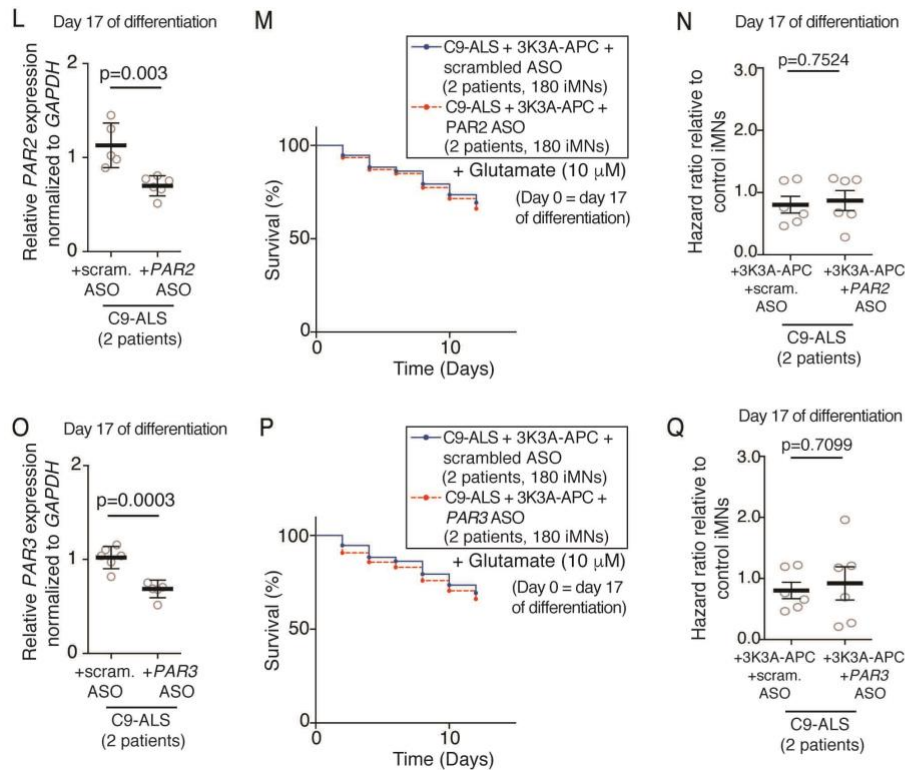 L
Day 17 of differentiation
Relative PAR2 expression
normalized to GAPDH
2
1
0
p=0.003
+scram. +PAR2
ASO ASO
C9-ALS
(2 patients)
M
C9-ALS + 3K3A-APC +
scrambled ASO
(2 patients, 180 iMNs)
C9-ALS + 3K3A-APC +
PAR2 ASO
(2 patients, 180 iMNs)
+ Glutamate (10 µM)
(Day 0 = day 17
of differentiation)
Survival (%)
100
50
0
0 10
Time (Days)
N
Day 17 of differentiation
Hazard ratio relative to
control iMNs
p=0.7524
3.0
2.0
1.0
0.0
+3K3A-APC +3K3A-APC
+scram. +PAR2
ASO ASO
C9-ALS
(2 patients)
O
Day 17 of differentiation
Relative PAR3 expression
normalized to GAPDH
2
1
0
p=0.0003
+scram. +PAR3
ASO ASO
C9-ALS
(2 patients)
P
C9-ALS + 3K3A-APC +
scrambled ASO
(2 patients, 180 iMNs)
C9-ALS + 3K3A-APC +
PAR3 ASO
(2 patients, 180 iMNs)
+ Glutamate (10 µM)
(Day 0 = day 17
of differentiation)
Survival (%)
100
50
0
0 10
Time (Days)
Q
Day 17 of differentiation
Hazard ratio relative to
control iMNs
p=0.7099
3.0
2.0
1.0
0.0
+3K3A-APC +3K3A-APC
+scram. +PAR3
ASO ASO
C9-ALS
(2 patients)